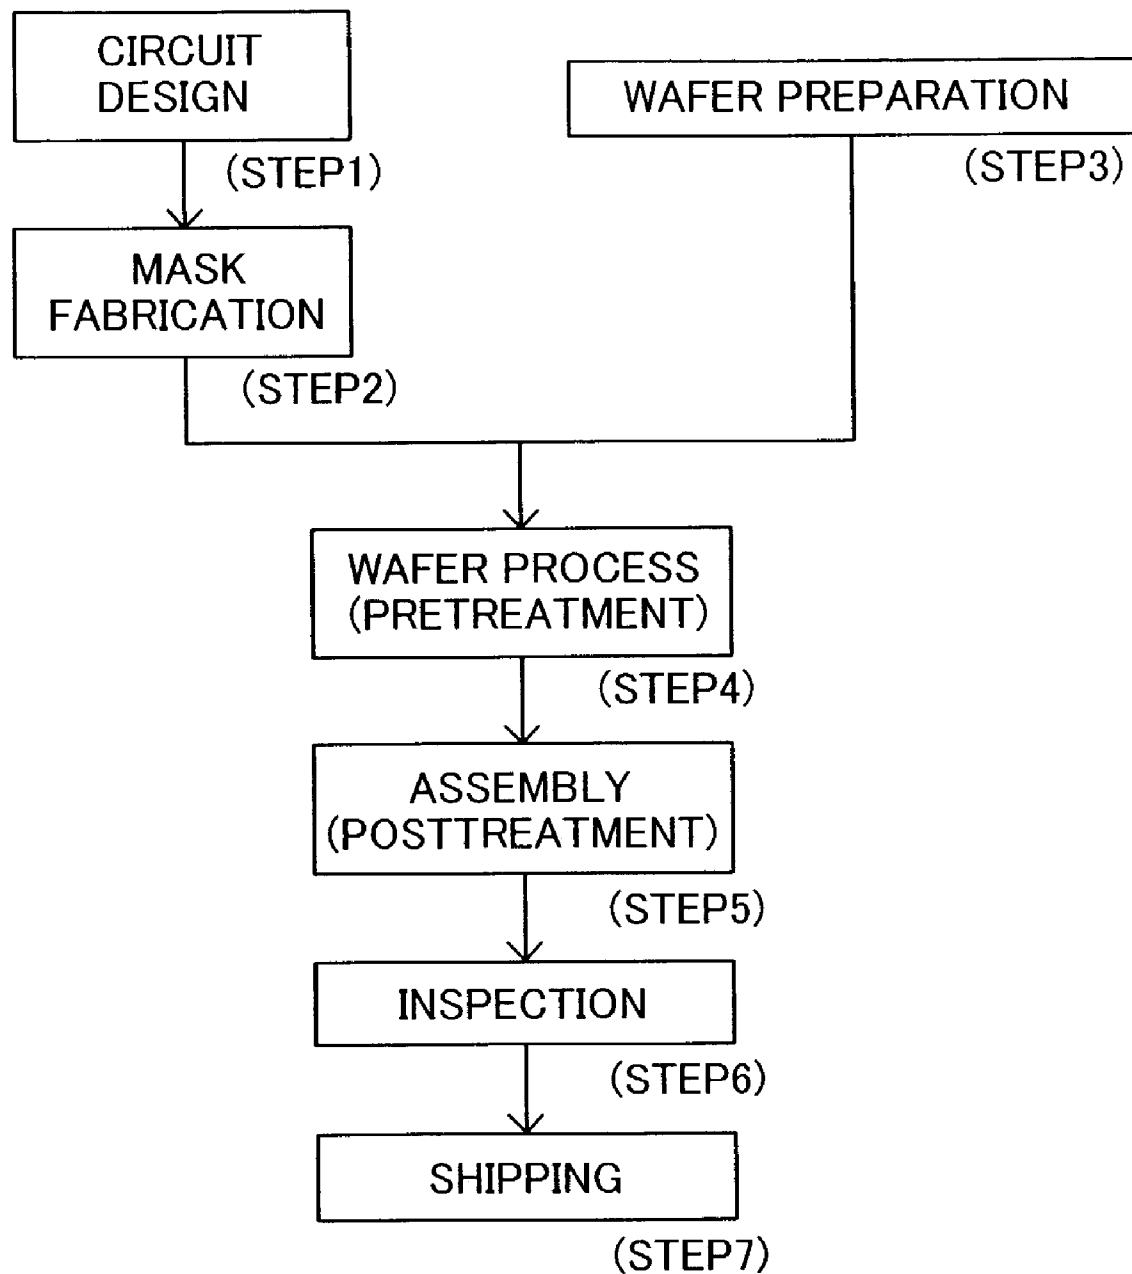 CIRCUIT
DESIGN
(STEP1)
WAFER PREPARATION
(STEP3)
MASK
FABRICATION
(STEP2)
WAFER PROCESS
(PRETREATMENT)
(STEP4)
ASSEMBLY
(POSTTREATMENT)
(STEP5)
INSPECTION
(STEP6)
SHIPPING
(STEP7)